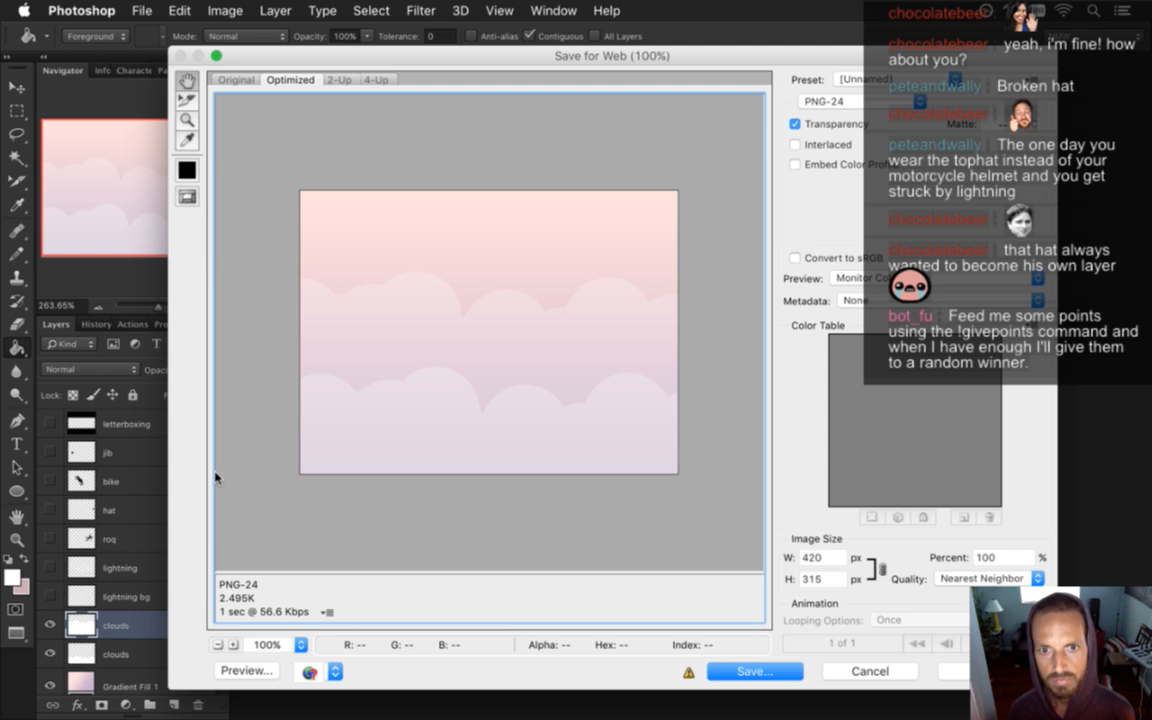 Photoshop File Edit Image Layer Type Select Filter 3D View Window Help
chocolatebeer
Foreground Mode: Normal Opacity: 100% Tolerance: 0 Anti-alias Contiguous All Layers
chocolatebeer yeah, i'm fine! how
about you?
Save for Web (100%)
peteandwally Broken hat
chocolatebeer
peteandwally The one day you
wear the tophat instead of your
motorcycle helmet and you get
struck by lightning
chocolatebeer
chocolatebeer that hat always
wanted to become his own layer
bot_fu Feed me some points
using the !givepoints command and
when I have enough I'll give them
to a random winner.
Navigator Info
263.65%
Layers History Actions
Kind
Normal
Lock:
letterboxing
jib
bike
hat
roq
lightning
lightning bg
clouds
clouds
Gradient Fill 1
Original Optimized 2-Up 4-Up
PNG-24
2.495K
1 sec @ 56.6 Kbps
100% R: -- G: -- B: -- Alpha: -- Hex: -- Index: --
Preview... Save... Cancel
Preset: [Unnamed]
PNG-24
Transparency Matte:
Interlaced
Embed Color
Convert to sRGB
Preview: Monitor
Metadata: None
Color Table
Image Size
W: 420 px Percent: 100 %
H: 315 px Quality: Nearest Neighbor
Animation
Looping Options: Once
1 of 1